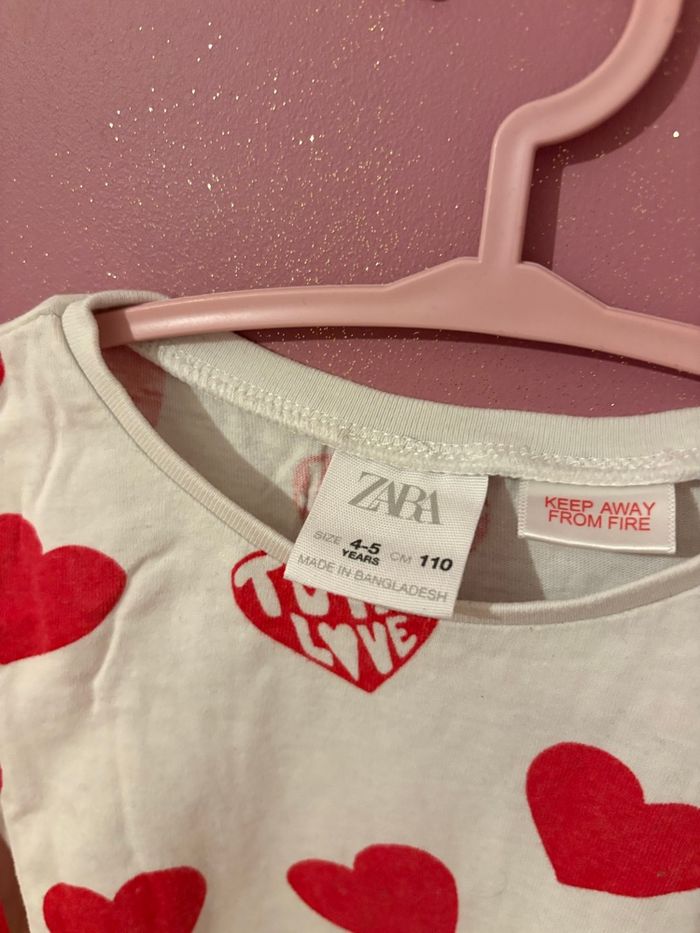 ZARA
SIZE 4-5 YEARS CM 110
MADE IN BANGLADESH
KEEP AWAY
FROM FIRE
LOVE